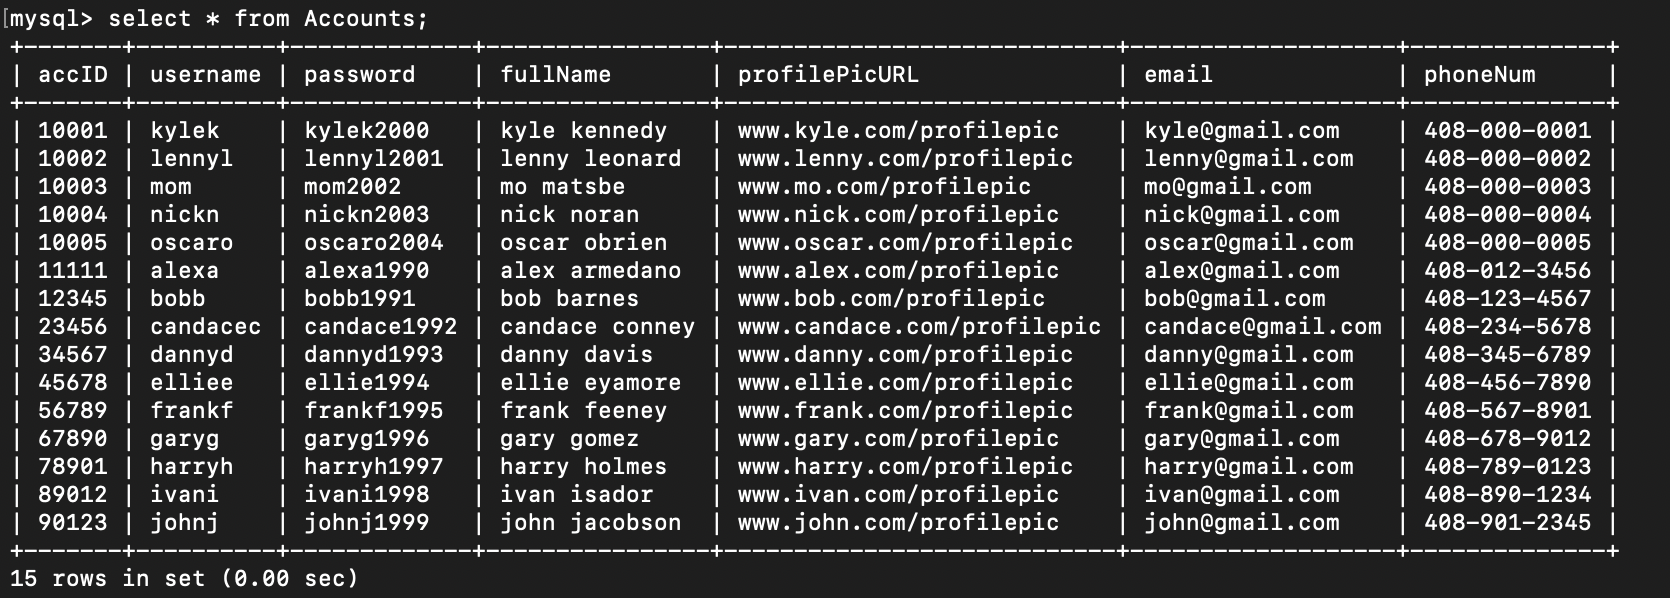 [mysql> select * from Accounts;
+-------+----------+------------+---------------+---------------------------+-------------------+--------------+
| accID | username | password | fullName | profilePicURL | email | phoneNum |
+-------+----------+------------+---------------+---------------------------+-------------------+--------------+
| 10001 | kylek | kylek2000 | kyle kennedy | www.kyle.com/profilepic | kyle@gmail.com | 408-000-0001 |
| 10002 | lennyl | lennyl2001 | lenny leonard | www.lenny.com/profilepic | lenny@gmail.com | 408-000-0002 |
| 10003 | mom | mom2002 | mo matsbe | www.mo.com/profilepic | mo@gmail.com | 408-000-0003 |
| 10004 | nickn | nickn2003 | nick noran | www.nick.com/profilepic | nick@gmail.com | 408-000-0004 |
| 10005 | oscaro | oscaro2004 | oscar obrien | www.oscar.com/profilepic | oscar@gmail.com | 408-000-0005 |
| 11111 | alexa | alexa1990 | alex armedano | www.alex.com/profilepic | alex@gmail.com | 408-012-3456 |
| 12345 | bobb | bobb1991 | bob barnes | www.bob.com/profilepic | bob@gmail.com | 408-123-4567 |
| 23456 | candacec | candace1992 | candace conney | www.candace.com/profilepic | candace@gmail.com | 408-234-5678 |
| 34567 | dannyd | dannyd1993 | danny davis | www.danny.com/profilepic | danny@gmail.com | 408-345-6789 |
| 45678 | elliee | ellie1994 | ellie eyamore | www.ellie.com/profilepic | ellie@gmail.com | 408-456-7890 |
| 56789 | frankf | frankf1995 | frank feeney | www.frank.com/profilepic | frank@gmail.com | 408-567-8901 |
| 67890 | garyg | garyg1996 | gary gomez | www.gary.com/profilepic | gary@gmail.com | 408-678-9012 |
| 78901 | harryh | harryh1997 | harry holmes | www.harry.com/profilepic | harry@gmail.com | 408-789-0123 |
| 89012 | ivani | ivani1998 | ivan isador | www.ivan.com/profilepic | ivan@gmail.com | 408-890-1234 |
| 90123 | johnj | johnj1999 | john jacobson | www.john.com/profilepic | john@gmail.com | 408-901-2345 |
+-------+----------+------------+---------------+---------------------------+-------------------+--------------+
15 rows in set (0.00 sec)